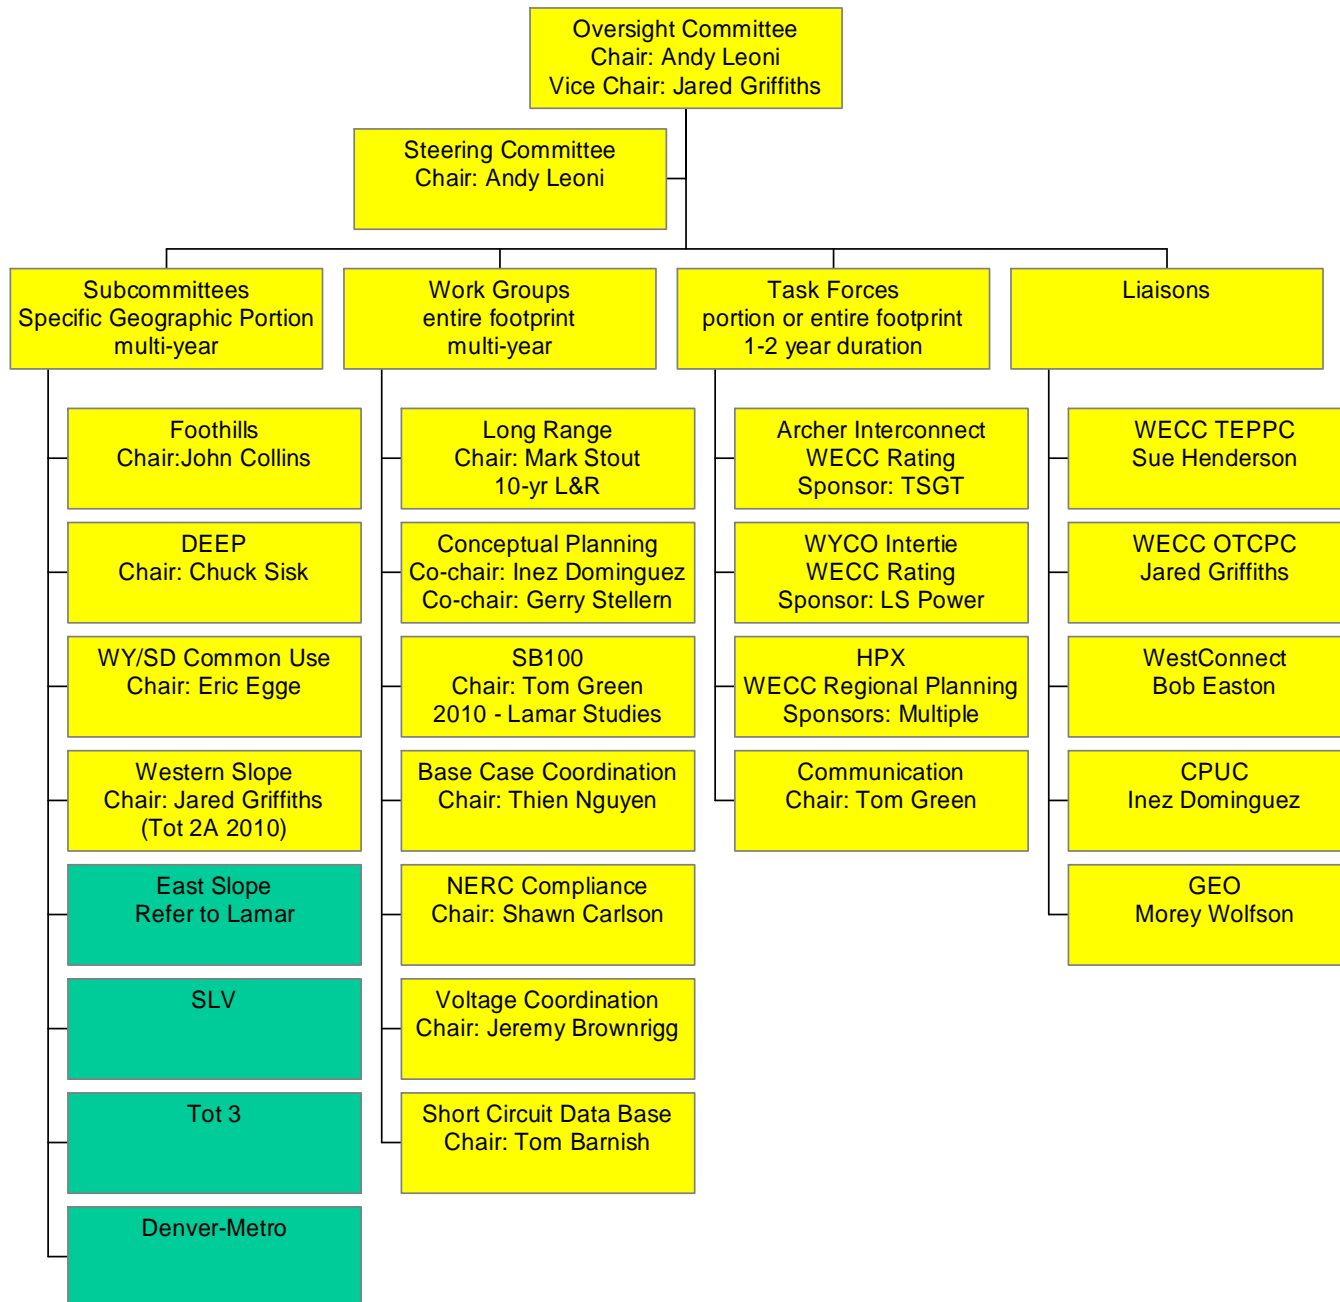 Oversight Committee
Chair: Andy Leoni
Vice Chair: Jared Griffiths
Steering Committee
Chair: Andy Leoni
Subcommittees
Specific Geographic Portion
multi-year
Work Groups
entire footprint
multi-year
Task Forces
portion or entire footprint
1-2 year duration
Liaisons
Foothills
Chair:John Collins
DEEP
Chair: Chuck Sisk
WY/SD Common Use
Chair: Eric Egge
Western Slope
Chair: Jared Griffiths
(Tot 2A 2010)
East Slope
Refer to Lamar
SLV
Tot 3
Denver-Metro
Long Range
Chair: Mark Stout
10-yr L&R
Conceptual Planning
Co-chair: Inez Dominguez
Co-chair: Gerry Stellern
SB100
Chair: Tom Green
2010 - Lamar Studies
Base Case Coordination
Chair: Thien Nguyen
NERC Compliance
Chair: Shawn Carlson
Voltage Coordination
Chair: Jeremy Brownrigg
Short Circuit Data Base
Chair: Tom Barnish
Archer Interconnect
WECC Rating
Sponsor: TSGT
WYCO Intertie
WECC Rating
Sponsor: LS Power
HPX
WECC Regional Planning
Sponsors: Multiple
Communication
Chair: Tom Green
WECC TEPPC
Sue Henderson
WECC OTCPC
Jared Griffiths
WestConnect
Bob Easton
CPUC
Inez Dominguez
GEO
Morey Wolfson